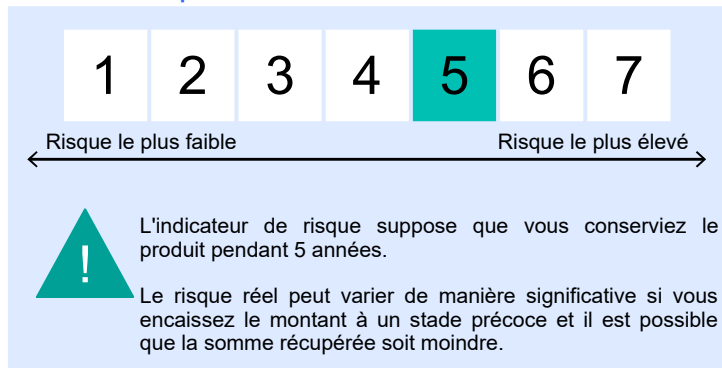 1 2 3 4 5 6 7
Risque le plus faible Risque le plus élevé
!
L'indicateur de risque suppose que vous conserviez le
produit pendant 5 années.
Le risque réel peut varier de manière significative si vous
encaissez le montant à un stade précoce et il est possible
que la somme récupérée soit moindre.